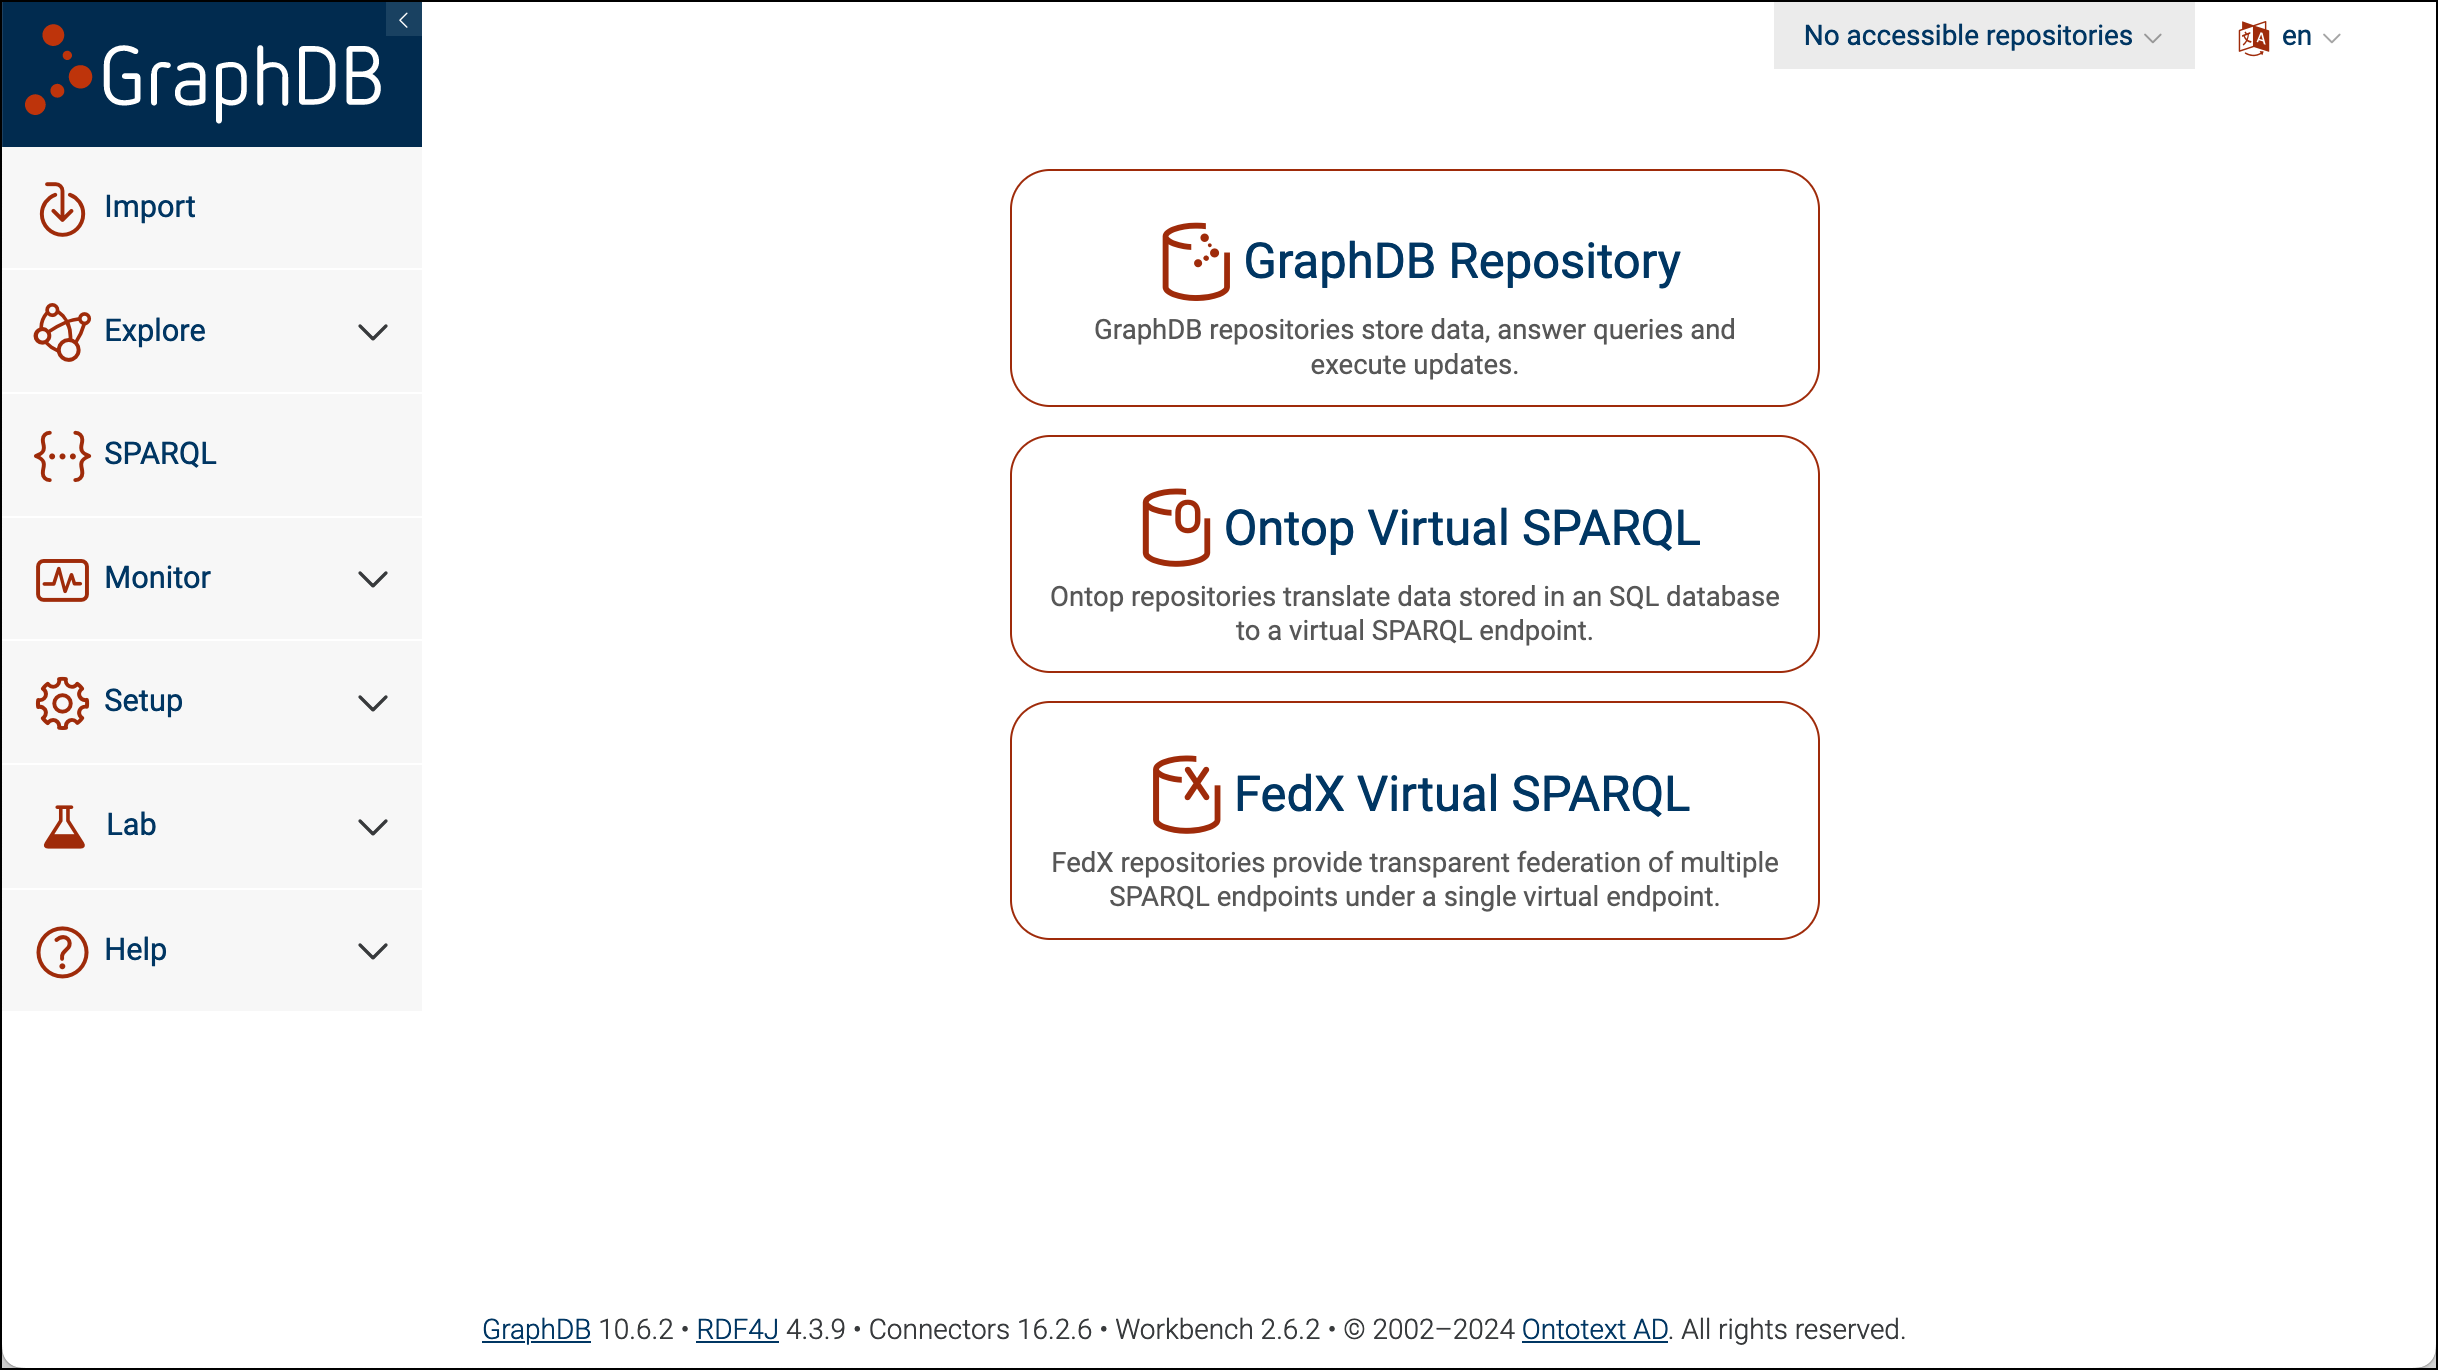 GraphDB
No accessible repositories
en
Import
Explore
SPARQL
Monitor
Setup
Lab
Help
GraphDB Repository
GraphDB repositories store data, answer queries and
execute updates.
Ontop Virtual SPARQL
Ontop repositories translate data stored in an SQL database
to a virtual SPARQL endpoint.
FedX Virtual SPARQL
FedX repositories provide transparent federation of multiple
SPARQL endpoints under a single virtual endpoint.
GraphDB 10.6.2 • RDF4J 4.3.9 • Connectors 16.2.6 • Workbench 2.6.2 • © 2002–2024 Ontotext AD. All rights reserved.